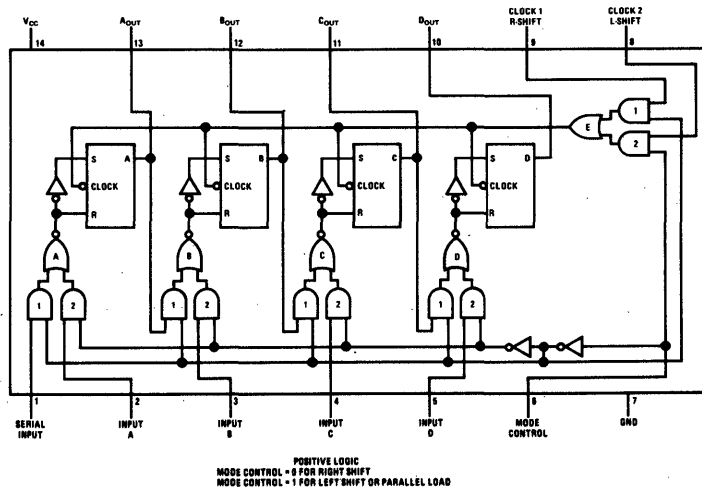 VCC AOUT BOUT COUT DOUT CLOCK 1 R-SHIFT CLOCK 2 L-SHIFT
14 13 12 11 10 9 8
1
E
2
S A S B S C S D
CLOCK CLOCK CLOCK CLOCK
R R R R
A B C D
1 2 1 2 1 2 1 2
1 2 3 4 5 6 7
SERIAL INPUT INPUT A INPUT B INPUT C INPUT D MODE CONTROL GND
POSITIVE LOGIC
MODE CONTROL = 0 FOR RIGHT SHIFT
MODE CONTROL = 1 FOR LEFT SHIFT OR PARALLEL LOAD